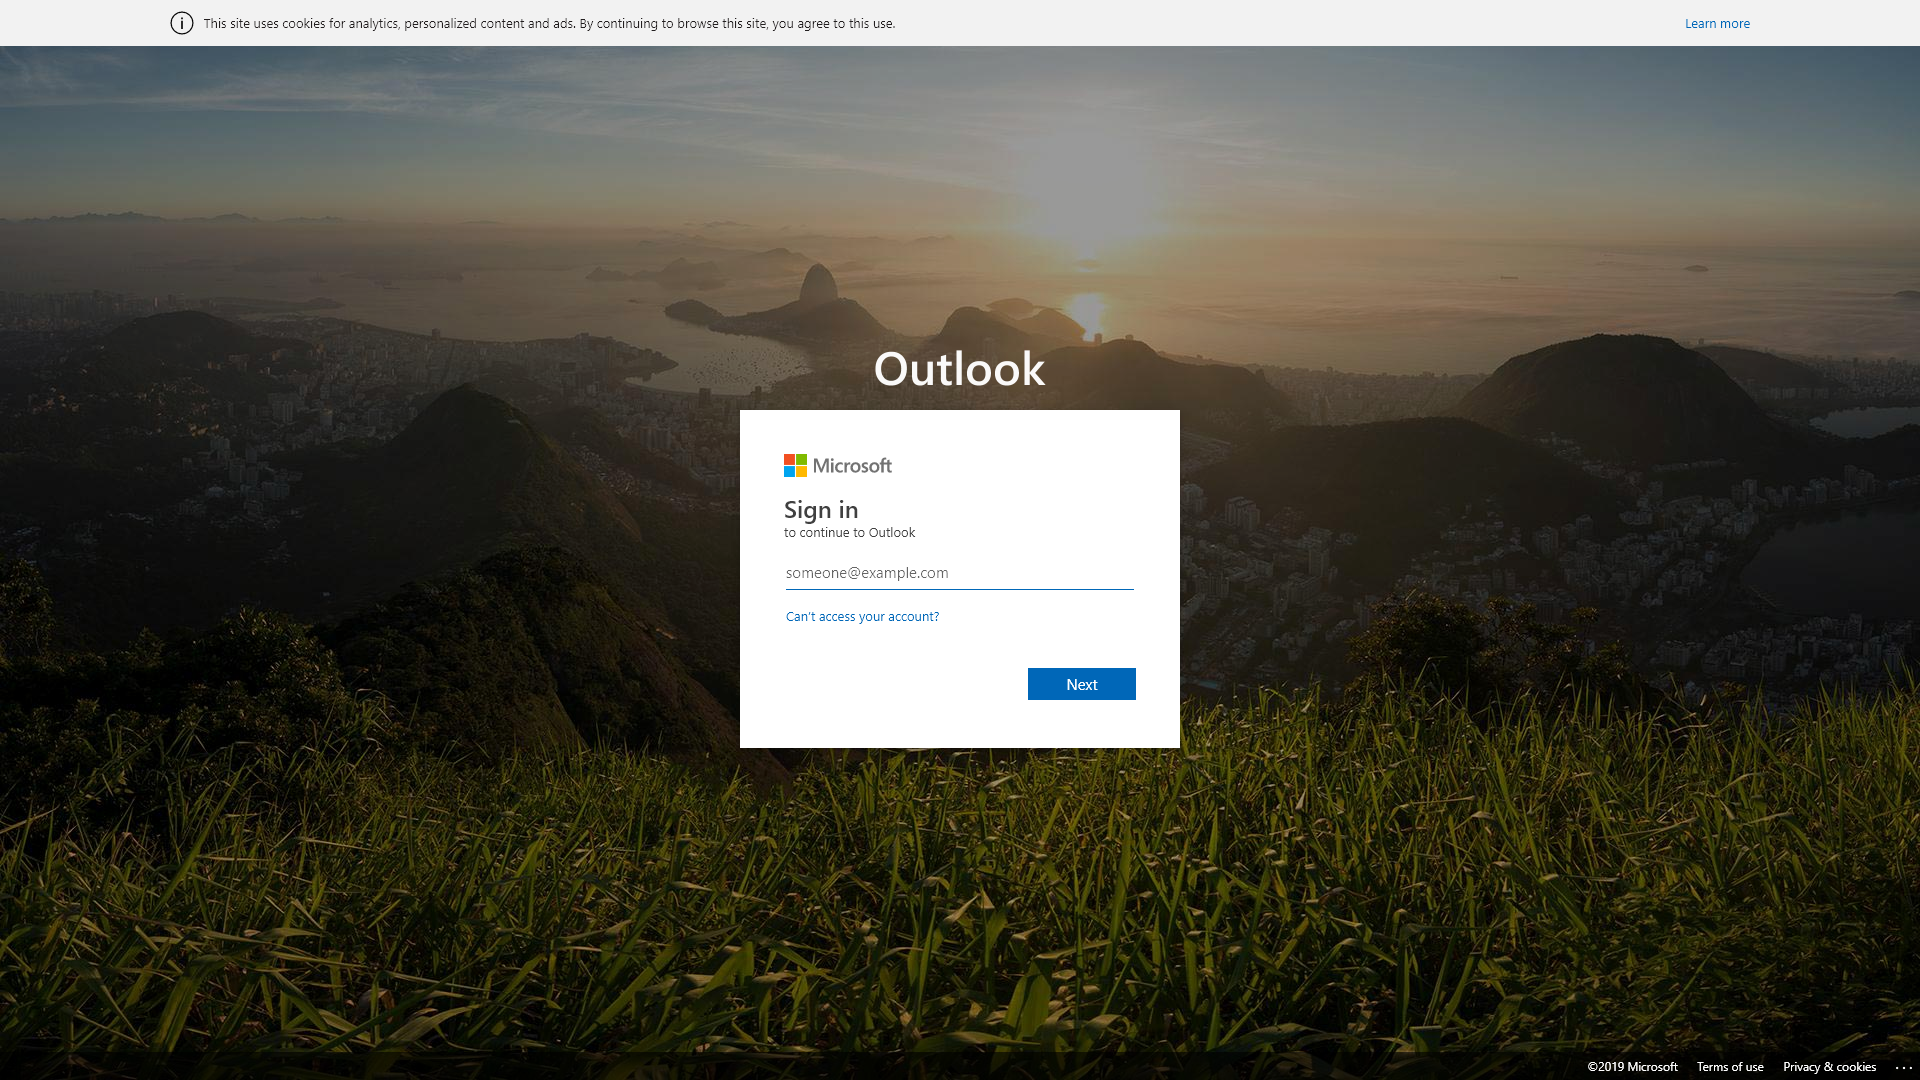 This site uses cookies for analytics, personalized content and ads. By continuing to browse this site, you agree to this use.
Learn more
Outlook
Microsoft
Sign in
to continue to Outlook
someone@example.com
Can't access your account?
Next
©2019 Microsoft
Terms of use
Privacy & cookies
...